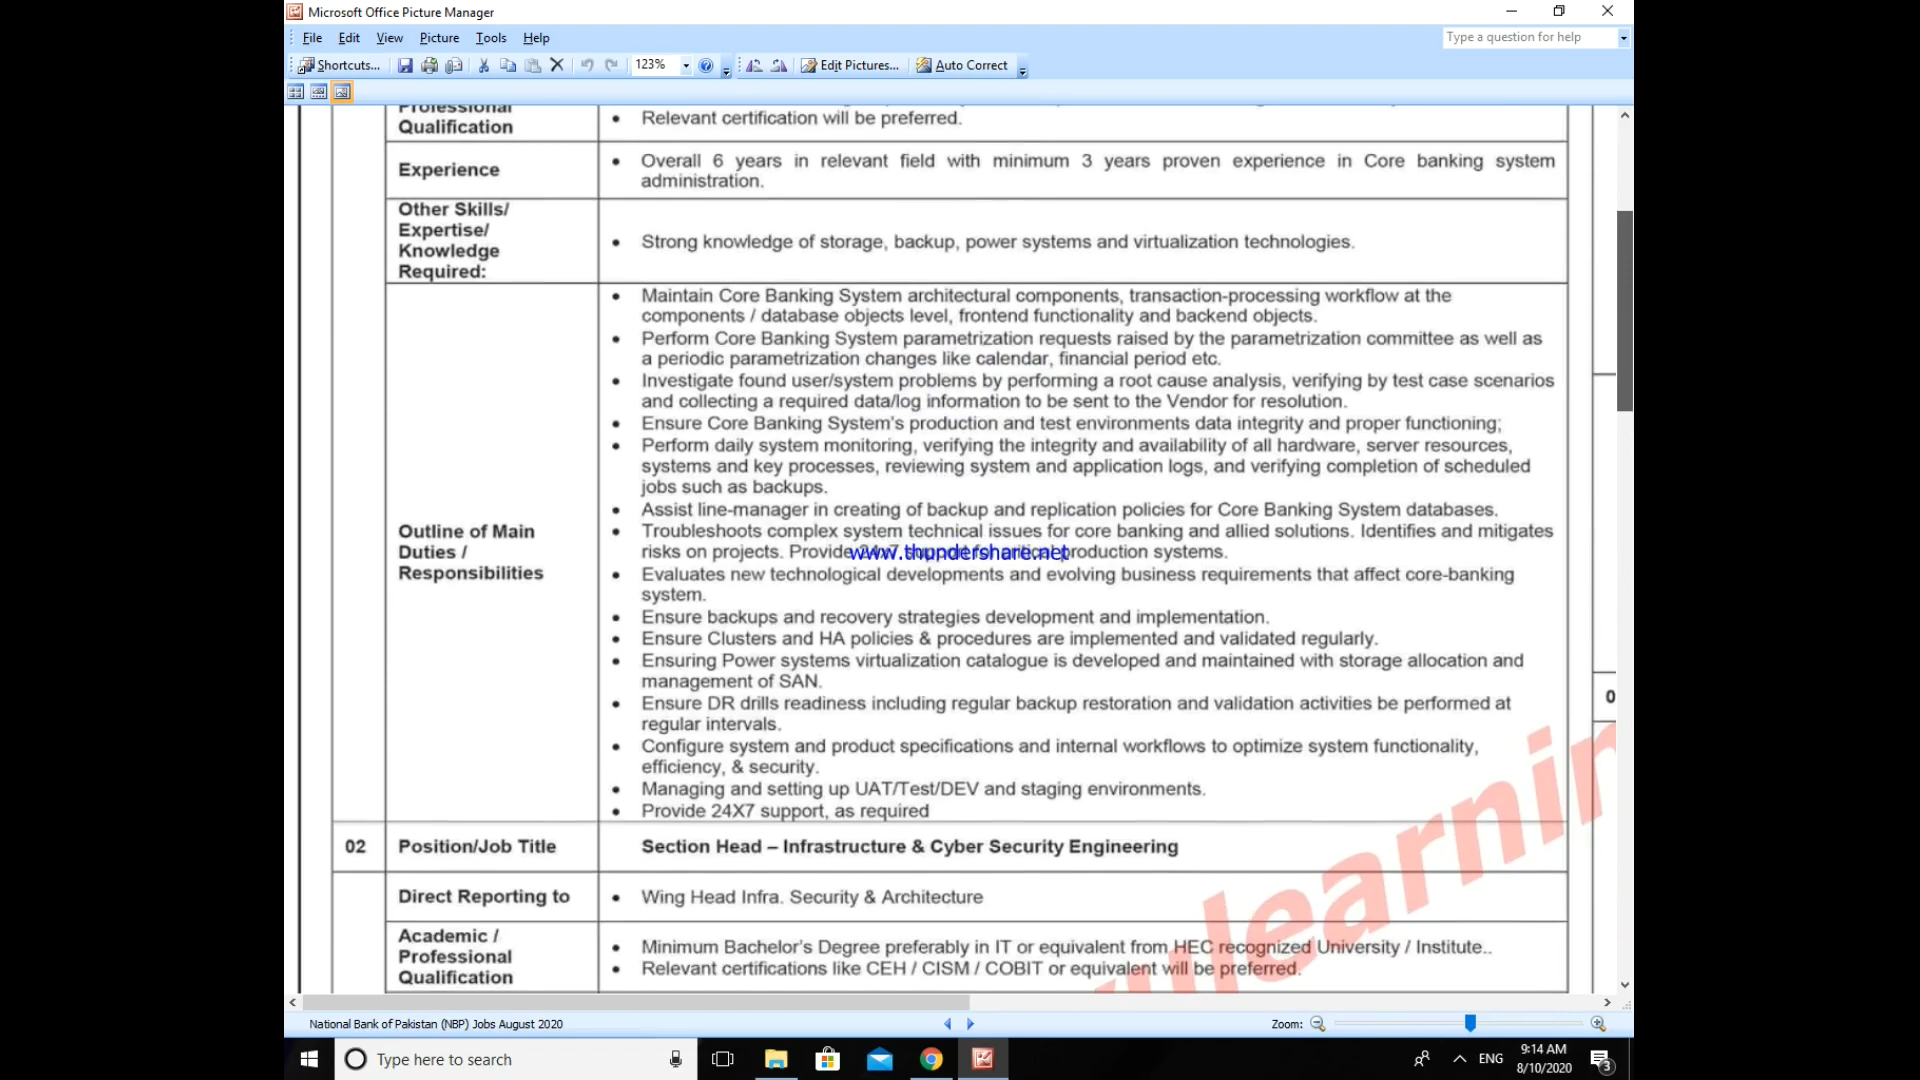 Microsoft Office Picture Manager
File Edit View Picture Tools Help
Type a question for help
Shortcuts... 123% Edit Pictures... Auto Correct
Professional
Qualification
• Relevant certification will be preferred.
Experience
• Overall 6 years in relevant field with minimum 3 years proven experience in Core banking system
administration.
Other Skills/
Expertise/
Knowledge
Required:
• Strong knowledge of storage, backup, power systems and virtualization technologies.
Outline of Main
Duties /
Responsibilities
• Maintain Core Banking System architectural components, transaction-processing workflow at the
components / database objects level, frontend functionality and backend objects.
• Perform Core Banking System parametrization requests raised by the parametrization committee as well as
a periodic parametrization changes like calendar, financial period etc.
• Investigate found user/system problems by performing a root cause analysis, verifying by test case scenarios
and collecting a required data/log information to be sent to the Vendor for resolution.
• Ensure Core Banking System's production and test environments data integrity and proper functioning;
• Perform daily system monitoring, verifying the integrity and availability of all hardware, server resources,
systems and key processes, reviewing system and application logs, and verifying completion of scheduled
jobs such as backups.
• Assist line-manager in creating of backup and replication policies for Core Banking System databases.
• Troubleshoots complex system technical issues for core banking and allied solutions. Identifies and mitigates
risks on projects. Provide 24x7 support for critical production systems.
www.thundershare.net
• Evaluates new technological developments and evolving business requirements that affect core-banking
system.
• Ensure backups and recovery strategies development and implementation.
• Ensure Clusters and HA policies & procedures are implemented and validated regularly.
• Ensuring Power systems virtualization catalogue is developed and maintained with storage allocation and
management of SAN.
• Ensure DR drills readiness including regular backup restoration and validation activities be performed at
regular intervals.
• Configure system and product specifications and internal workflows to optimize system functionality,
efficiency, & security.
• Managing and setting up UAT/Test/DEV and staging environments.
• Provide 24X7 support, as required
02 Position/Job Title Section Head – Infrastructure & Cyber Security Engineering
Direct Reporting to • Wing Head Infra. Security & Architecture
Academic /
Professional
Qualification
• Minimum Bachelor's Degree preferably in IT or equivalent from HEC recognized University / Institute..
• Relevant certifications like CEH / CISM / COBIT or equivalent will be preferred.
National Bank of Pakistan (NBP) Jobs August 2020
Zoom:
Type here to search
ENG
9:14 AM
8/10/2020
3